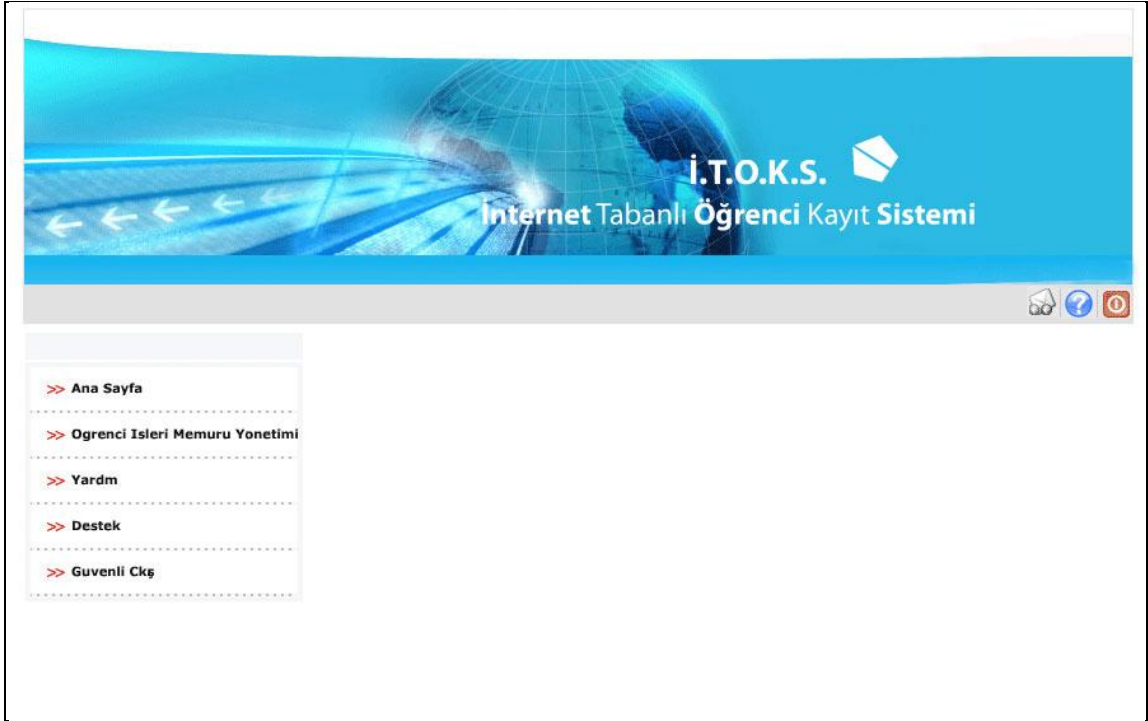 İ.T.O.K.S.
İnternet Tabanlı Öğrenci Kayıt Sistemi
>> Ana Sayfa
>> Ogrenci Isleri Memuru Yonetimi
>> Yardm
>> Destek
>> Guvenli Ckş